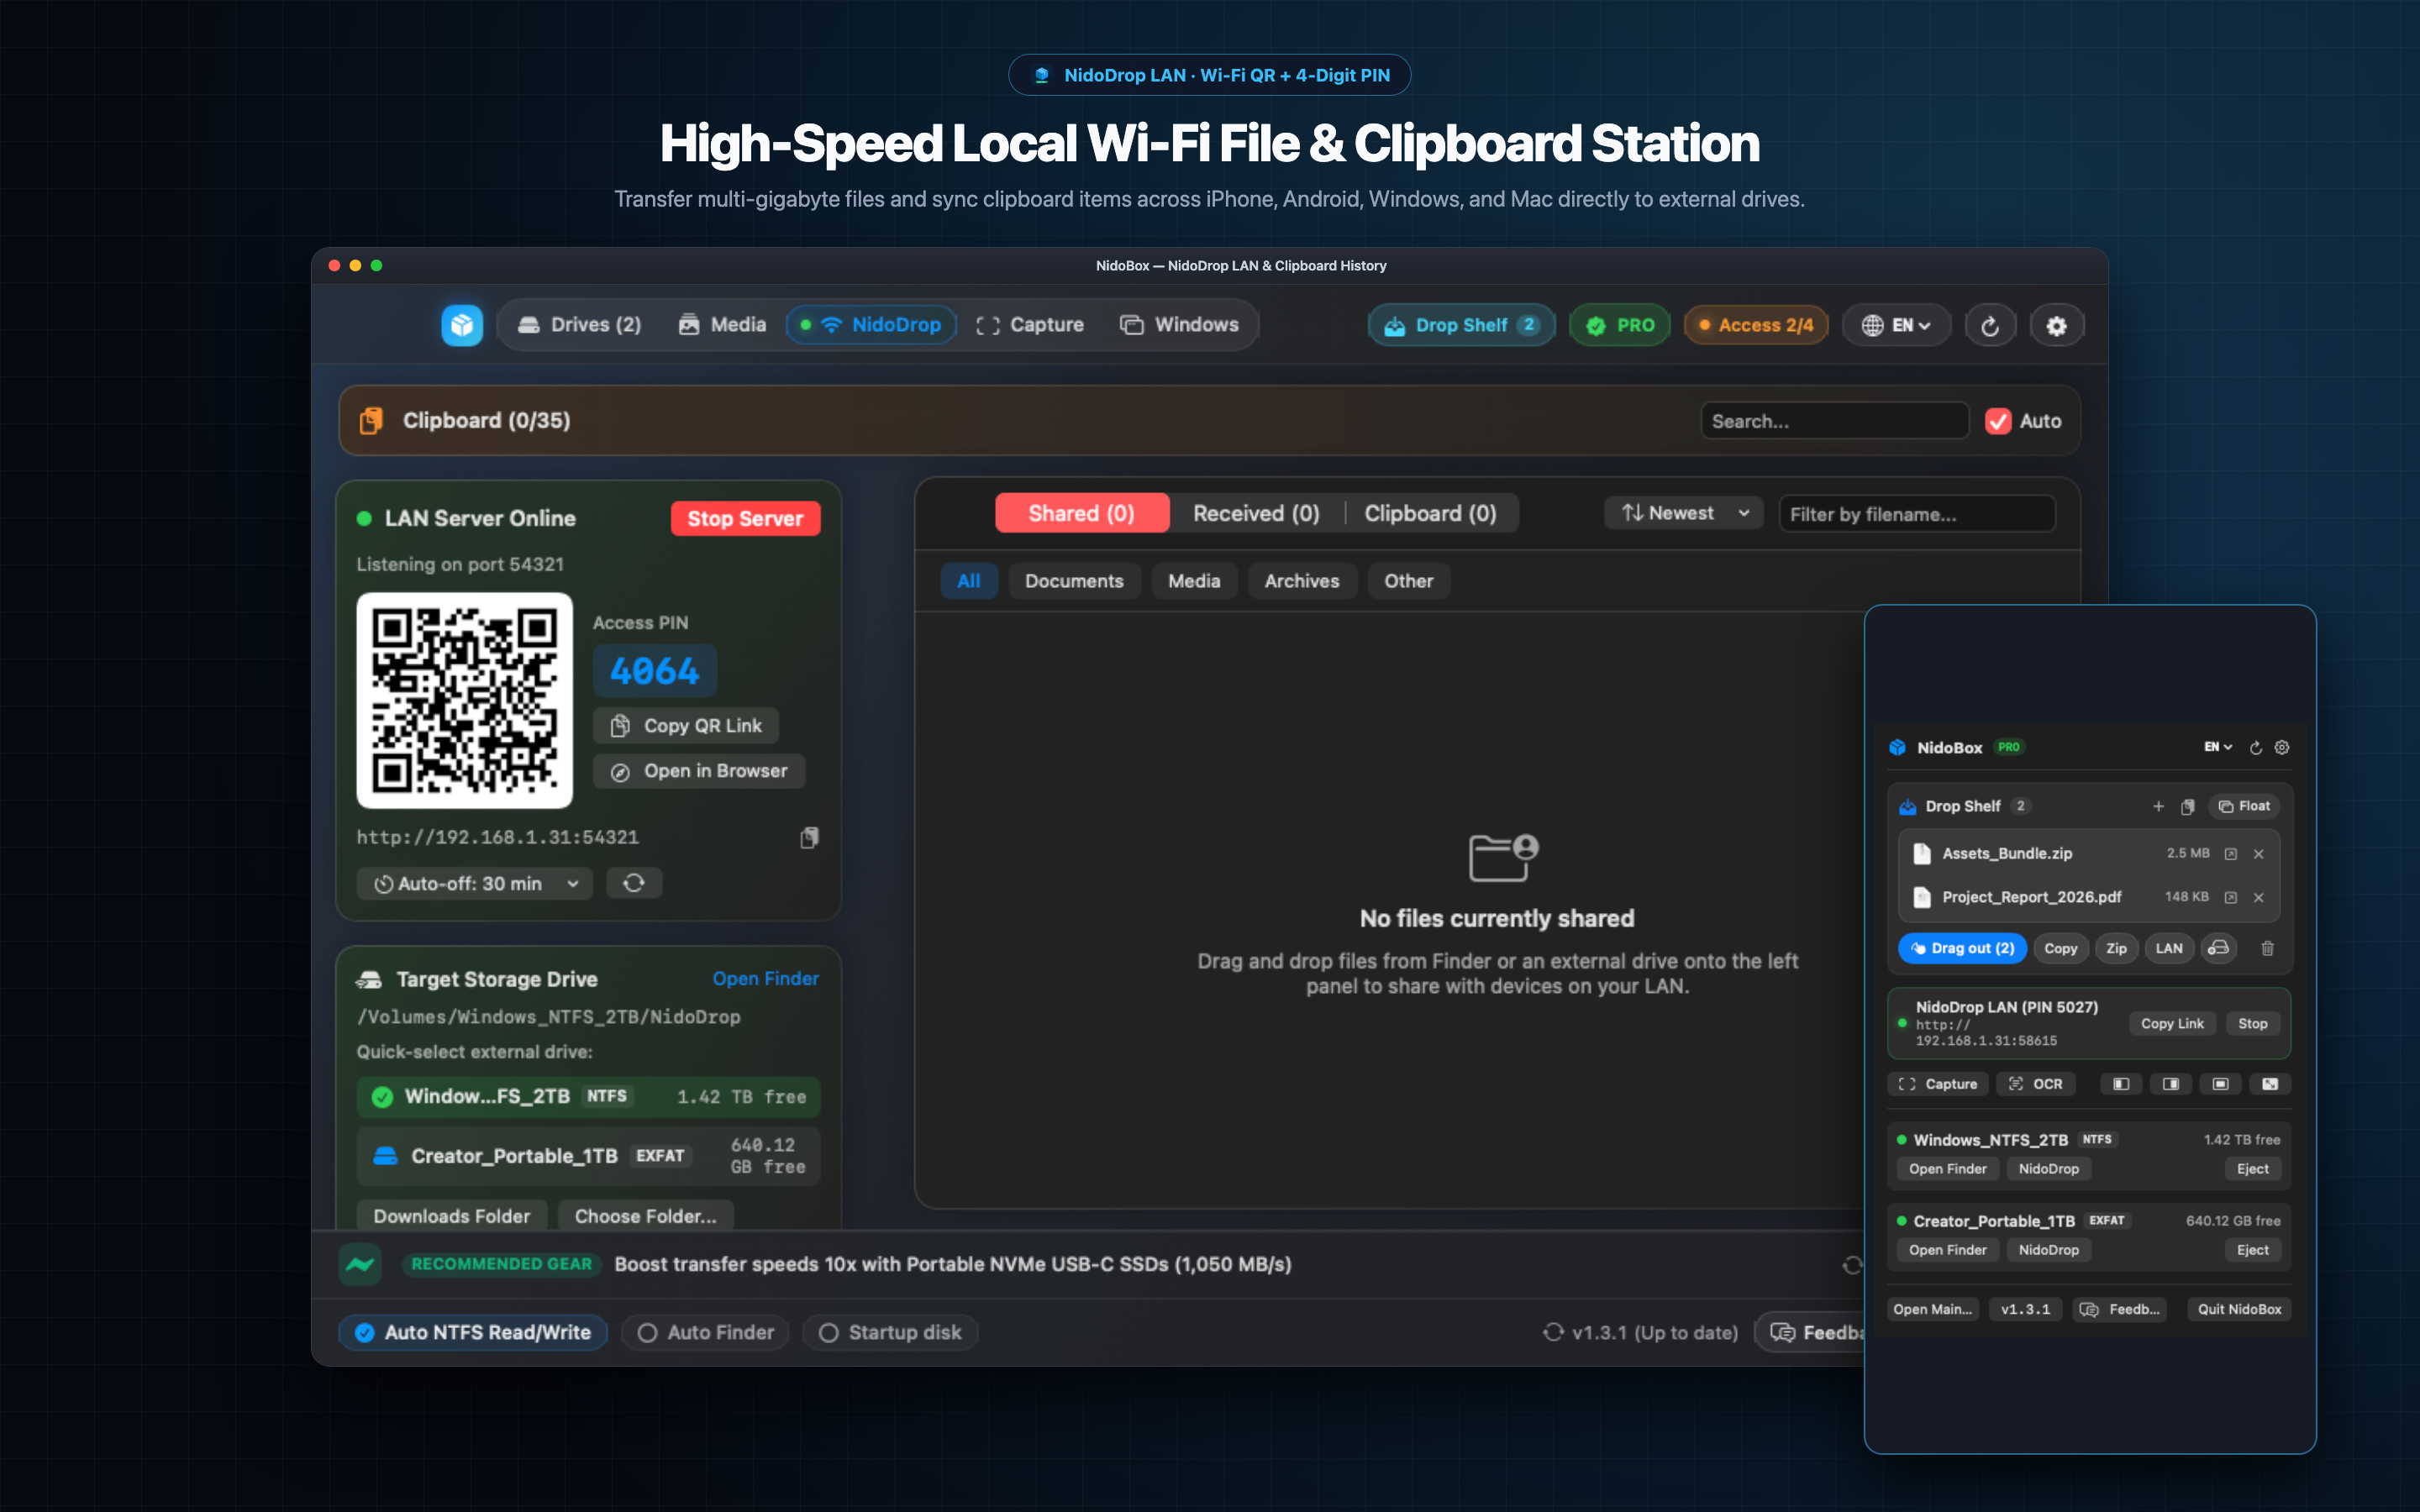 NidoDrop LAN · Wi-Fi QR + 4-Digit PIN
High-Speed Local Wi-Fi File & Clipboard Station
Transfer multi-gigabyte files and sync clipboard items across iPhone, Android, Windows, and Mac directly to external drives.
NidoBox — NidoDrop LAN & Clipboard History
Drives (2) Media NidoDrop Capture Windows Drop Shelf 2 PRO Access 2/4 EN
Clipboard (0/35) Search... Auto
LAN Server Online Stop Server
Listening on port 54321
Access PIN
4064
Copy QR Link
Open in Browser
http://192.168.1.31:54321
Auto-off: 30 min
Target Storage Drive Open Finder
/Volumes/Windows_NTFS_2TB/NidoDrop
Quick-select external drive:
Window...FS_2TB NTFS 1.42 TB free
Creator_Portable_1TB EXFAT 640.12 GB free
Downloads Folder Choose Folder...
Shared (0) Received (0) Clipboard (0) Newest Filter by filename...
All Documents Media Archives Other
No files currently shared
Drag and drop files from Finder or an external drive onto the left
panel to share with devices on your LAN.
RECOMMENDED GEAR Boost transfer speeds 10x with Portable NVMe USB-C SSDs (1,050 MB/s)
Auto NTFS Read/Write Auto Finder Startup disk v1.3.1 (Up to date) Feedba
NidoBox PRO EN
Drop Shelf 2 Float
Assets_Bundle.zip 2.5 MB
Project_Report_2026.pdf 148 KB
Drag out (2) Copy Zip LAN
NidoDrop LAN (PIN 5027)
http://
192.168.1.31:58615
Copy Link Stop
Capture OCR
Windows_NTFS_2TB NTFS 1.42 TB free
Open Finder NidoDrop Eject
Creator_Portable_1TB EXFAT 640.12 GB free
Open Finder NidoDrop Eject
Open Main... v1.3.1 Feedb... Quit NidoBox